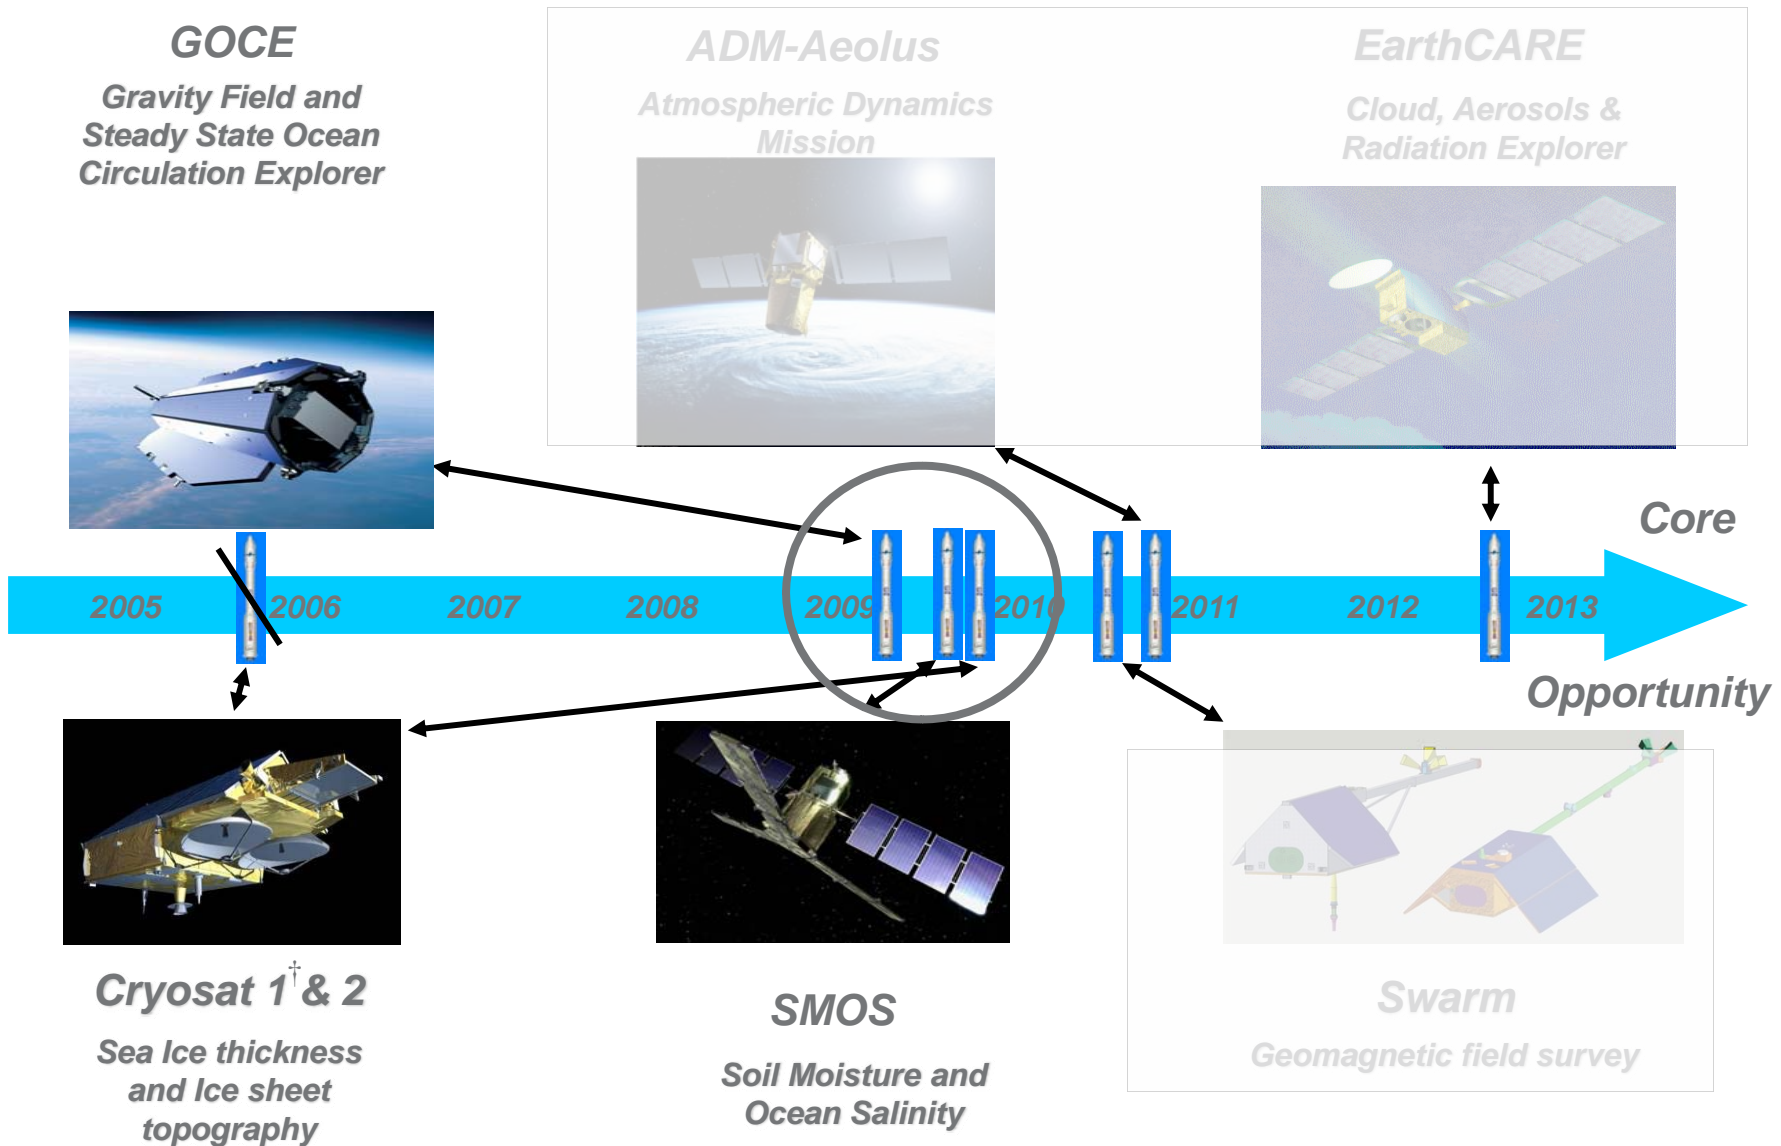 GOCE
Gravity Field and
Steady State Ocean
Circulation Explorer
ADM-Aeolus
Atmospheric Dynamics
Mission
EarthCARE
Cloud, Aerosols &
Radiation Explorer
Core
2005 2006 2007 2008 2009 2010 2011 2012 2013
Opportunity
Cryosat 1† & 2
Sea Ice thickness
and Ice sheet
topography
SMOS
Soil Moisture and
Ocean Salinity
Swarm
Geomagnetic field survey